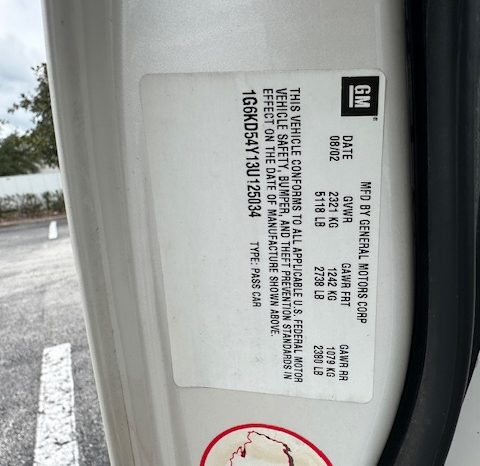 GM
MFD BY GENERAL MOTORS CORP
DATE GVWR GAWR FRT GAWR RR
08/02 2321 KG 1242 KG 1079 KG
5118 LB 2738 LB 2380 LB
THIS VEHICLE CONFORMS TO ALL APPLICABLE U.S. FEDERAL MOTOR
VEHICLE SAFETY, BUMPER, AND THEFT PREVENTION STANDARDS IN
EFFECT ON THE DATE OF MANUFACTURE SHOWN ABOVE.
1G6KD54Y13U125034 TYPE: PASS CAR